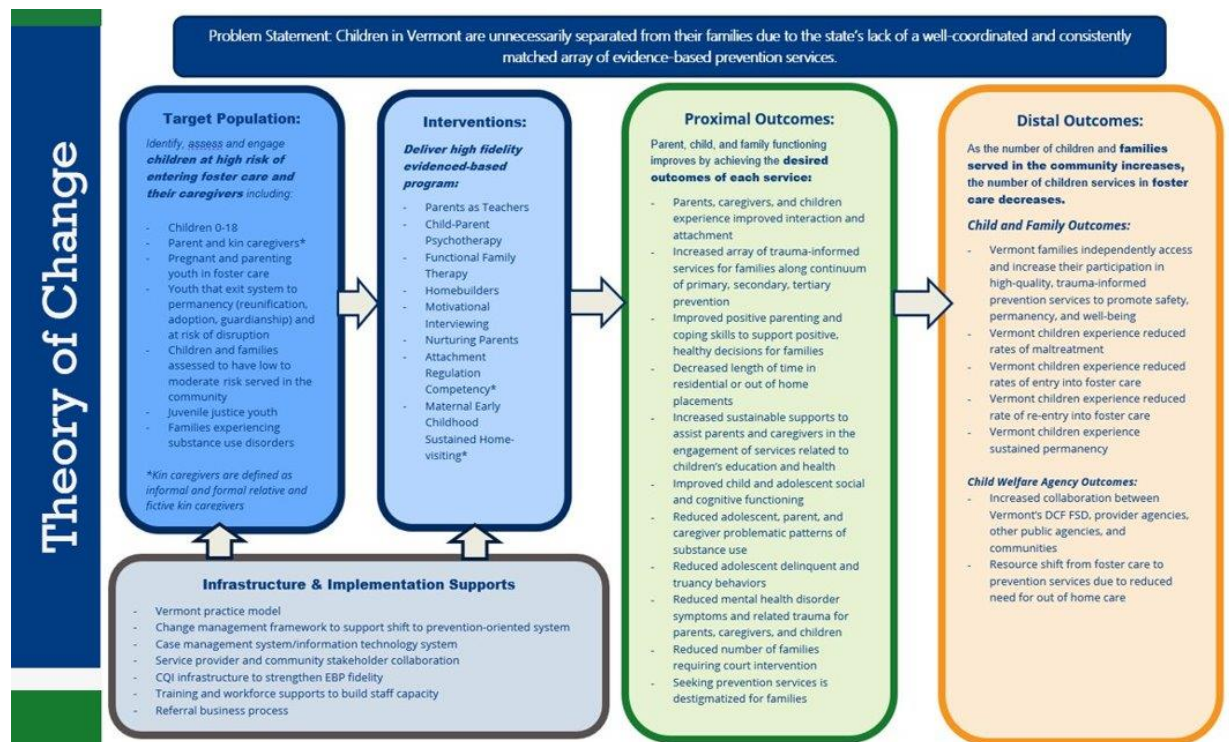 Theory of Change
Problem Statement: Children in Vermont are unnecessarily separated from their families due to the state's lack of a well-coordinated and consistently
matched array of evidence-based prevention services.
Target Population:
Identify, assess and engage
children at high risk of
entering foster care and
their caregivers including:
- Children 0-18
- Parent and kin caregivers*
- Pregnant and parenting
youth in foster care
- Youth that exit system to
permanency (reunification,
adoption, guardianship) and
at risk of disruption
- Children and families
assessed to have low to
moderate risk served in the
community
- Juvenile justice youth
- Families experiencing
substance use disorders
*Kin caregivers are defined as
informal and formal relative and
fictive kin caregivers
Interventions:
Deliver high fidelity
evidenced-based
program:
- Parents as Teachers
- Child-Parent
Psychotherapy
- Functional Family
Therapy
- Homebuilders
- Motivational
Interviewing
- Nurturing Parents
- Attachment
Regulation
Competency*
- Maternal Early
Childhood
Sustained Home-
visiting*
Infrastructure & Implementation Supports
- Vermont practice model
- Change management framework to support shift to prevention-oriented system
- Case management system/information technology system
- Service provider and community stakeholder collaboration
- CQI infrastructure to strengthen EBP fidelity
- Training and workforce supports to build staff capacity
- Referral business process
Proximal Outcomes:
Parent, child, and family functioning
improves by achieving the desired
outcomes of each service:
- Parents, caregivers, and children
experience improved interaction and
attachment
- Increased array of trauma-informed
services for families along continuum
of primary, secondary, tertiary
prevention
- Improved positive parenting and
coping skills to support positive,
healthy decisions for families
- Decreased length of time in
residential or out of home
placements
- Increased sustainable supports to
assist parents and caregivers in the
engagement of services related to
children's education and health
- Improved child and adolescent social
and cognitive functioning
- Reduced adolescent, parent, and
caregiver problematic patterns of
substance use
- Reduced adolescent delinquent and
truancy behaviors
- Reduced mental health disorder
symptoms and related trauma for
parents, caregivers, and children
- Reduced number of families
requiring court intervention
- Seeking prevention services is
destigmatized for families
Distal Outcomes:
As the number of children and families
served in the community increases,
the number of children services in foster
care decreases.
Child and Family Outcomes:
- Vermont families independently access
and increase their participation in
high-quality, trauma-informed
prevention services to promote safety,
permanency, and well-being
- Vermont children experience reduced
rates of maltreatment
- Vermont children experience reduced
rates of entry into foster care
- Vermont children experience reduced
rate of re-entry into foster care
- Vermont children experience
sustained permanency
Child Welfare Agency Outcomes:
- Increased collaboration between
Vermont's DCF FSD, provider agencies,
other public agencies, and
communities
- Resource shift from foster care to
prevention services due to reduced
need for out of home care